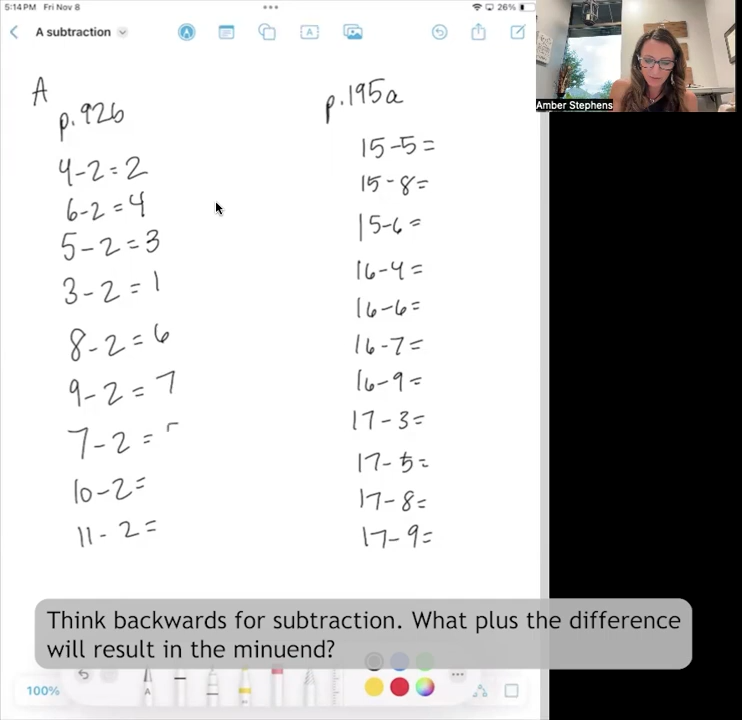 5:14 PM Fri Nov 8
26%
A subtraction
A
Amber Stephens
A
p.92b
4-2=2
6-2=4
5-2=3
3-2=1
8-2=6
9-2=7
7-2=
10-2=
11-2=
p.195a
15-5=
15-8=
15-6=
16-4=
16-6=
16-7=
16-9=
17-3=
17-5=
17-8=
17-9=
Think backwards for subtraction. What plus the difference
will result in the minuend?
100%